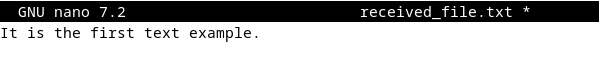 GNU nano 7.2 received_file.txt *
It is the first text example.